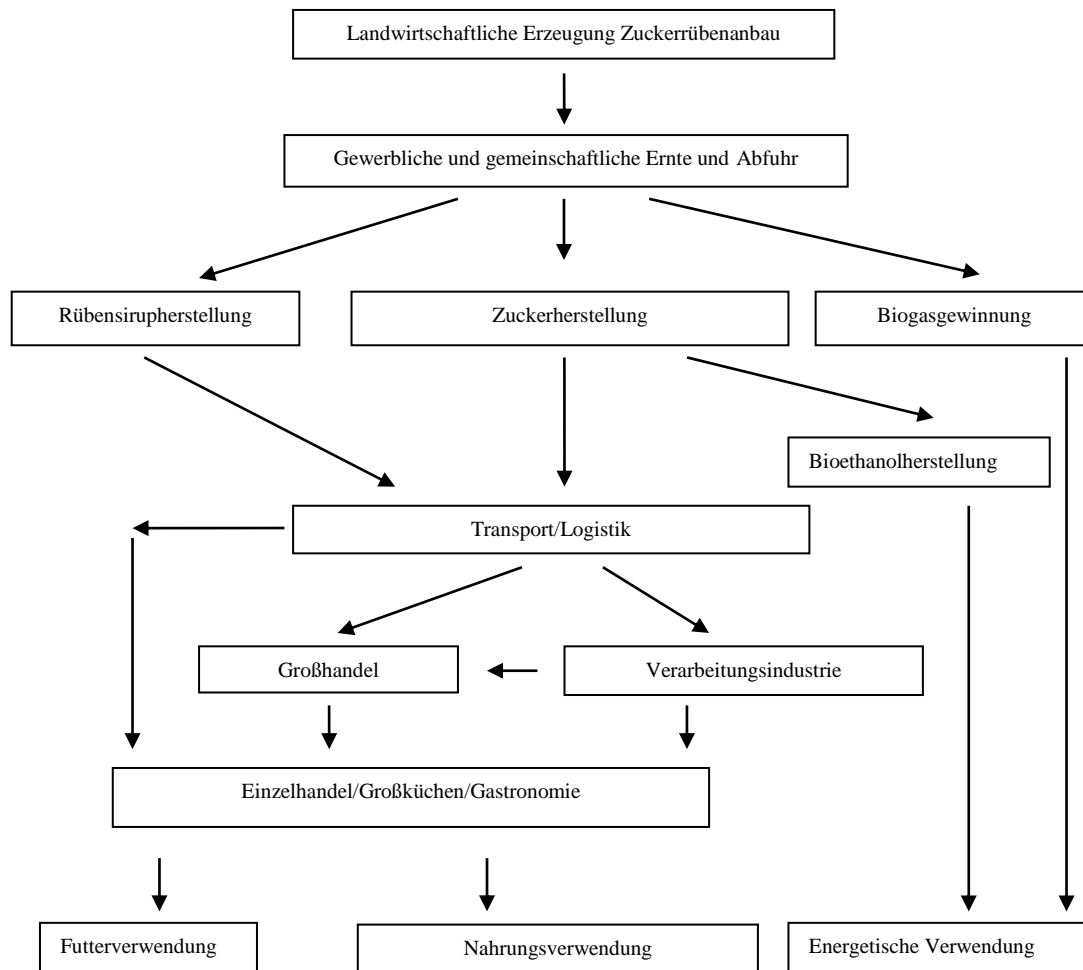 Landwirtschaftliche Erzeugung Zuckerrübenanbau
Gewerbliche und gemeinschaftliche Ernte und Abfuhr
Rübensirupherstellung
Zuckerherstellung
Biogasgewinnung
Bioethanolherstellung
Transport/Logistik
Großhandel
Verarbeitungsindustrie
Einzelhandel/Großküchen/Gastronomie
Futterverwendung
Nahrungsverwendung
Energetische Verwendung